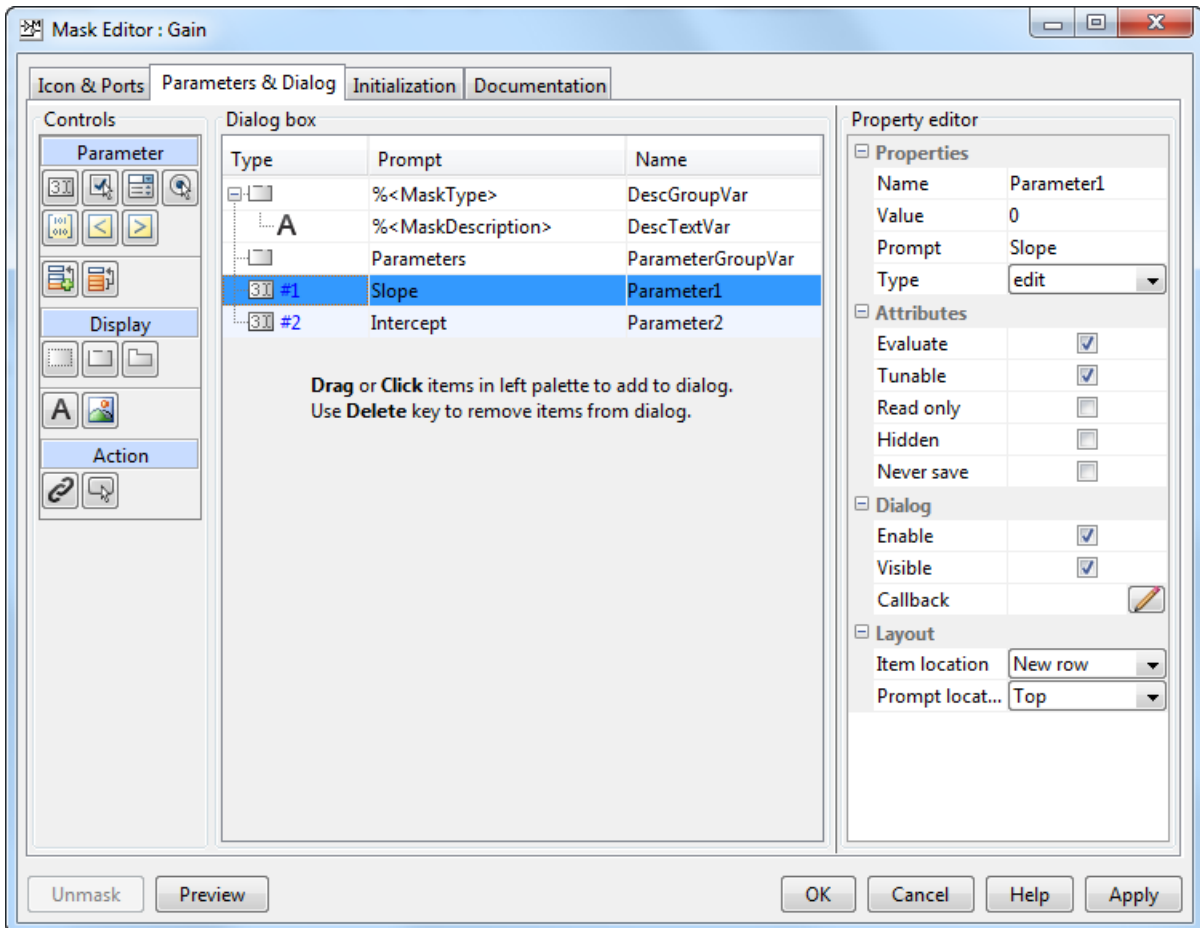 Mask Editor : Gain
Icon & Ports Parameters & Dialog Initialization Documentation
Controls
Parameter
Display
A
Action
Dialog box
Type Prompt Name
%<MaskType> DescGroupVar
A %<MaskDescription> DescTextVar
Parameters ParameterGroupVar
#1 Slope Parameter1
#2 Intercept Parameter2
Drag or Click items in left palette to add to dialog.
Use Delete key to remove items from dialog.
Property editor
Properties
Name Parameter1
Value 0
Prompt Slope
Type edit
Attributes
Evaluate
Tunable
Read only
Hidden
Never save
Dialog
Enable
Visible
Callback
Layout
Item location New row
Prompt locat... Top
Unmask Preview OK Cancel Help Apply